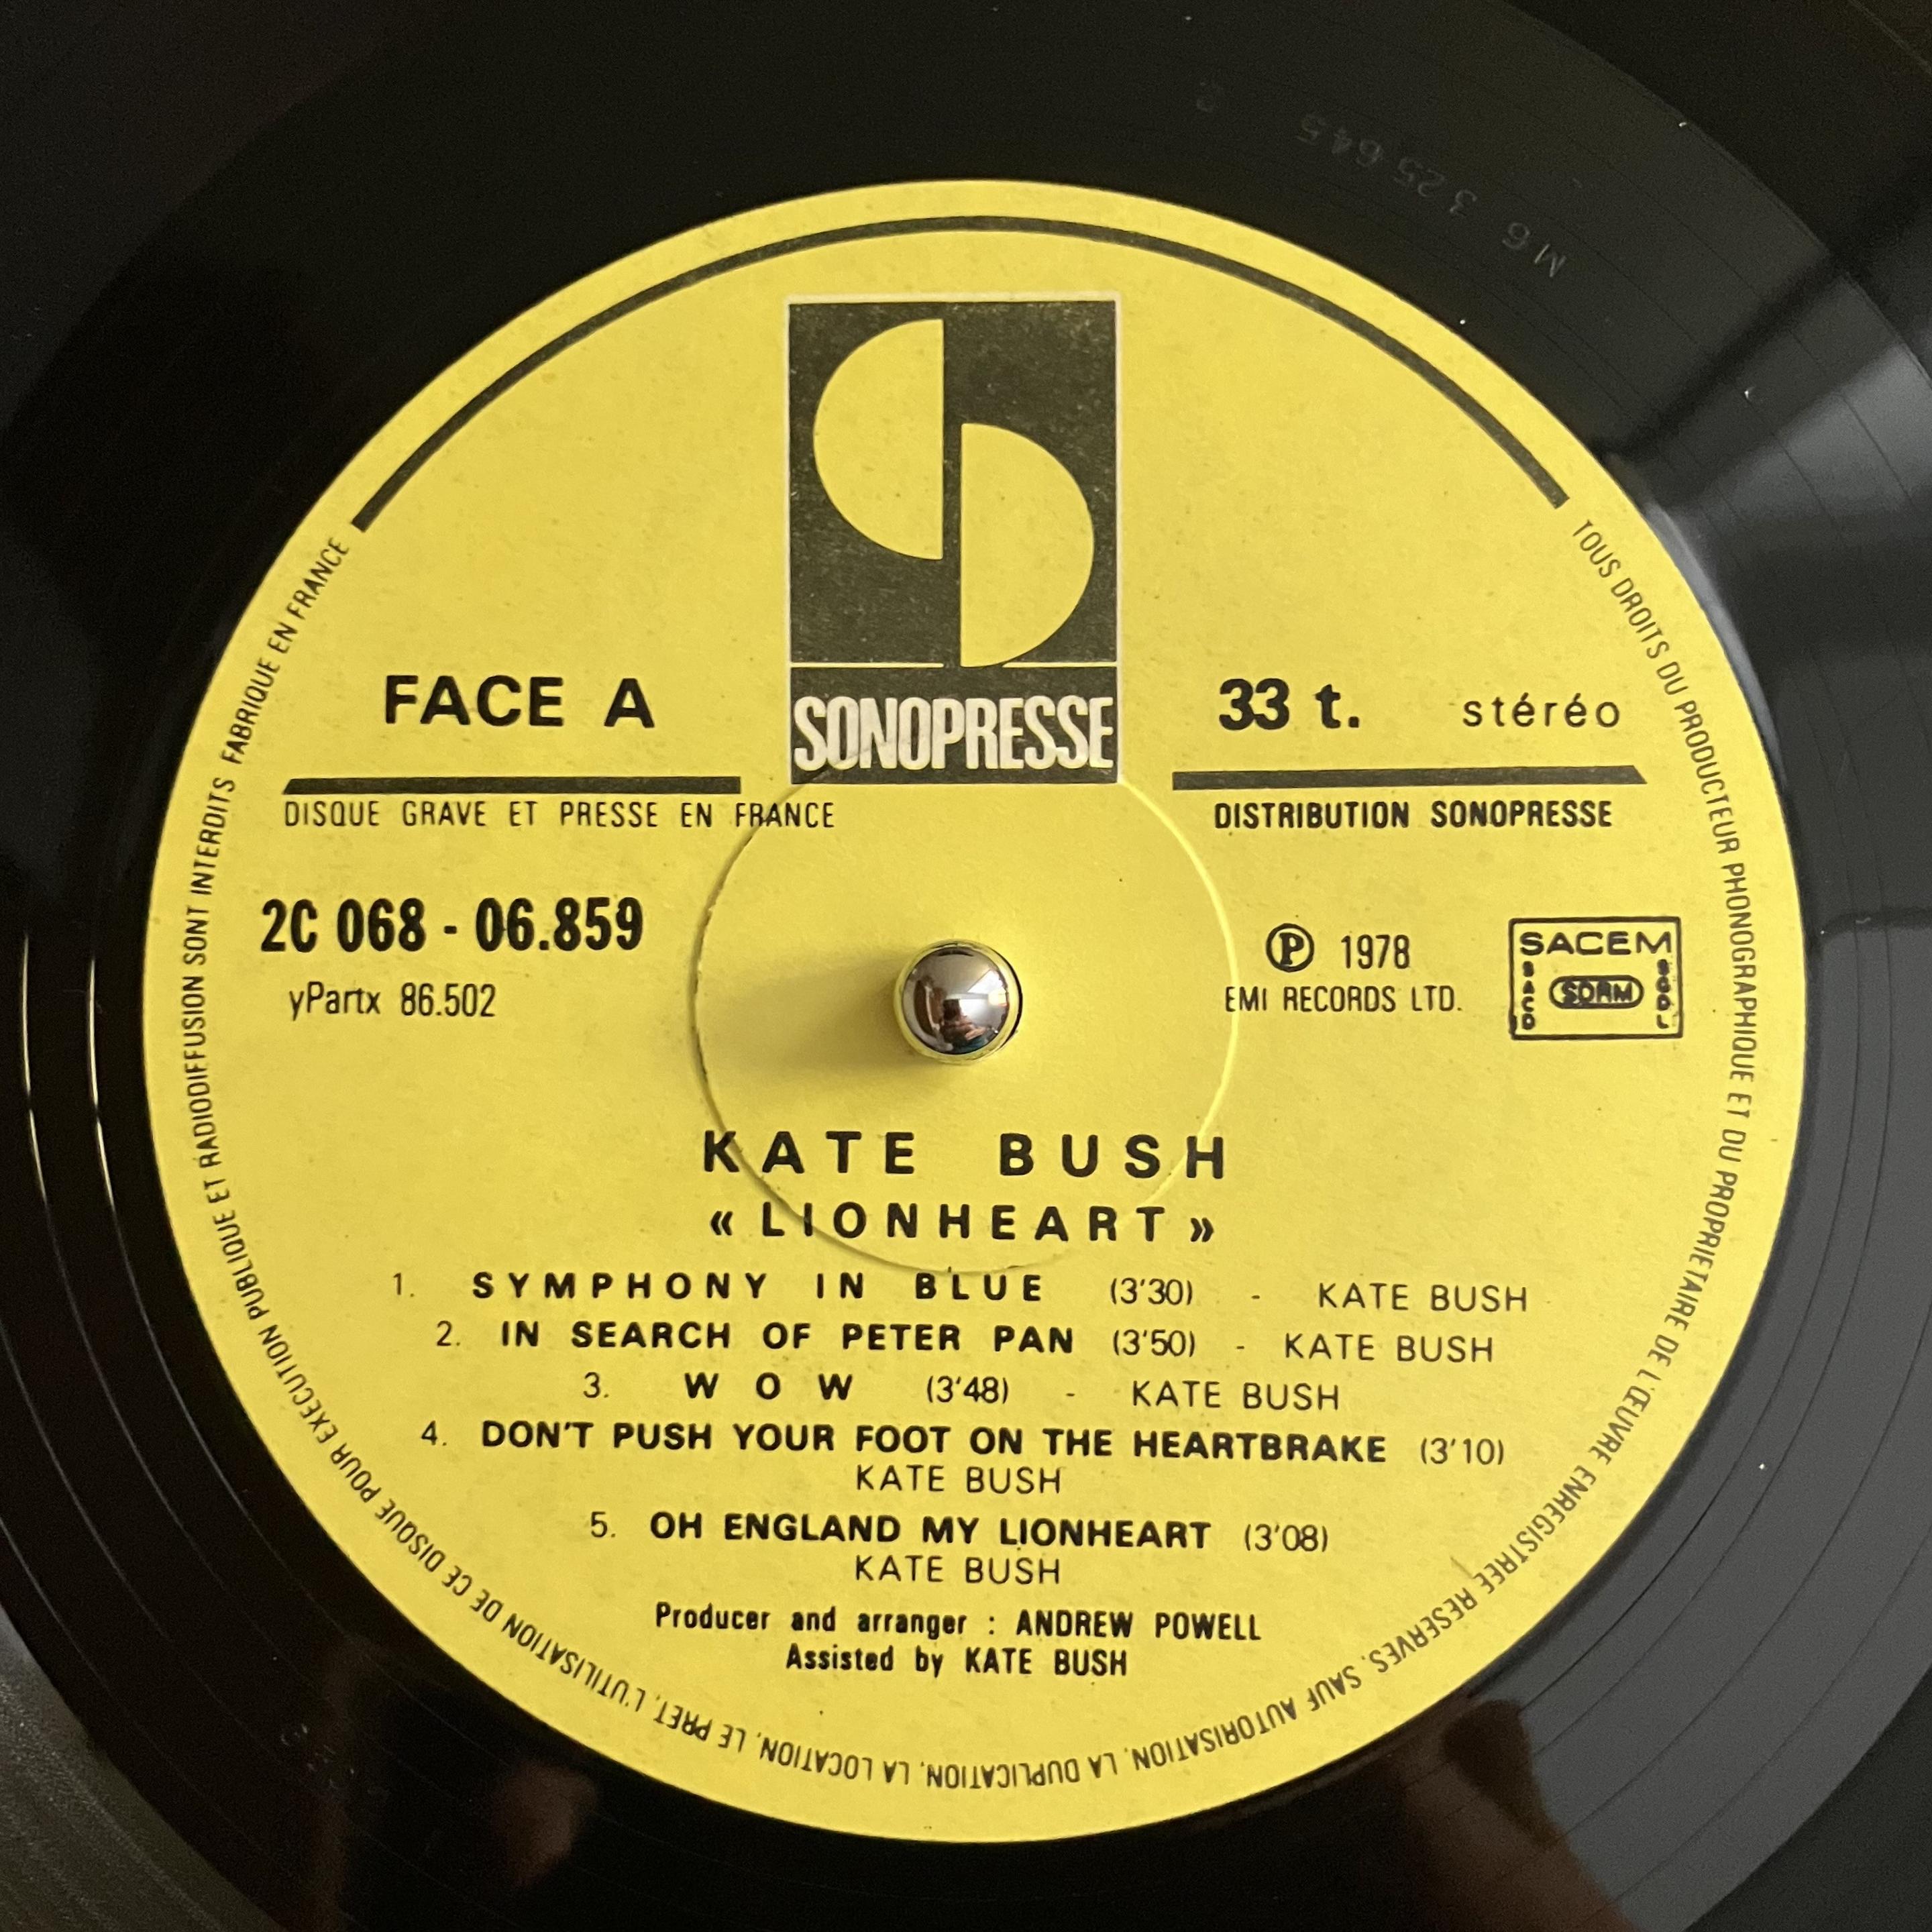 M6 325645 2
SONOPRESSE
FACE A
33 t. stéréo
DISQUE GRAVE ET PRESSE EN FRANCE
DISTRIBUTION SONOPRESSE
2C 068 - 06.859
yPartx 86.502
Ⓟ 1978
EMI RECORDS LTD.
SACEM
SACD
SDRM
SGDL
KATE BUSH
« LIONHEART »
1. SYMPHONY IN BLUE (3'30) - KATE BUSH
2. IN SEARCH OF PETER PAN (3'50) - KATE BUSH
3. WOW (3'48) - KATE BUSH
4. DON'T PUSH YOUR FOOT ON THE HEARTBRAKE (3'10)
KATE BUSH
5. OH ENGLAND MY LIONHEART (3'08)
KATE BUSH
Producer and arranger : ANDREW POWELL
Assisted by KATE BUSH
TOUS DROITS DU PRODUCTEUR PHONOGRAPHIQUE ET DU PROPRIETAIRE DE L'ŒUVRE ENREGISTREE RESERVES. SAUF AUTORISATION, LA DUPLICATION, LA LOCATION, LE PRET, L'UTILISATION DE CE DISQUE POUR EXECUTION PUBLIQUE ET RADIODIFFUSION SONT INTERDITS FABRIQUE EN FRANCE